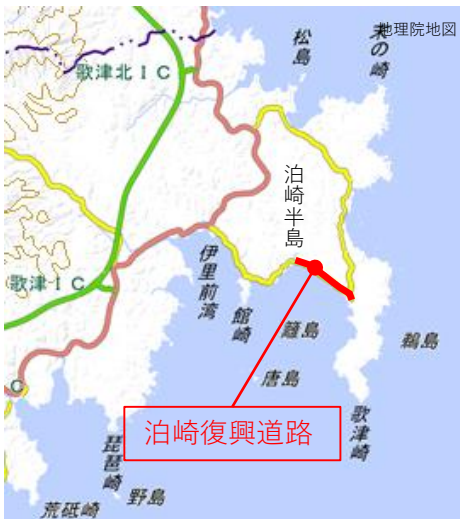 地理院地図
末の崎
松島
歌津北IC
泊崎半島
伊里前湾
歌津IC
館崎
籬島
鵜島
唐島
C
歌津崎
泊崎復興道路
琵琶崎
野島
荒砥崎